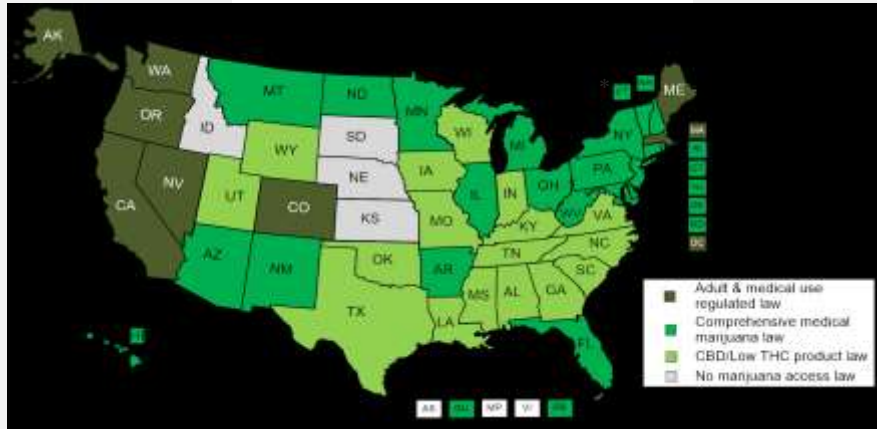 AK
WA
MT
ND
MN
ME
OR
ID
SD
WI
MI
NY
WY
NE
IA
PA
NV
UT
CO
IL
IN
OH
WV
CA
KS
MO
KY
VA
AZ
NM
OK
AR
TN
NC
SC
TX
LA
MS
AL
GA
FL
DC
Adult & medical use
regulated law
Comprehensive medical
marijuana law
CBD/Low THC product law
No marijuana access law
MP
VI